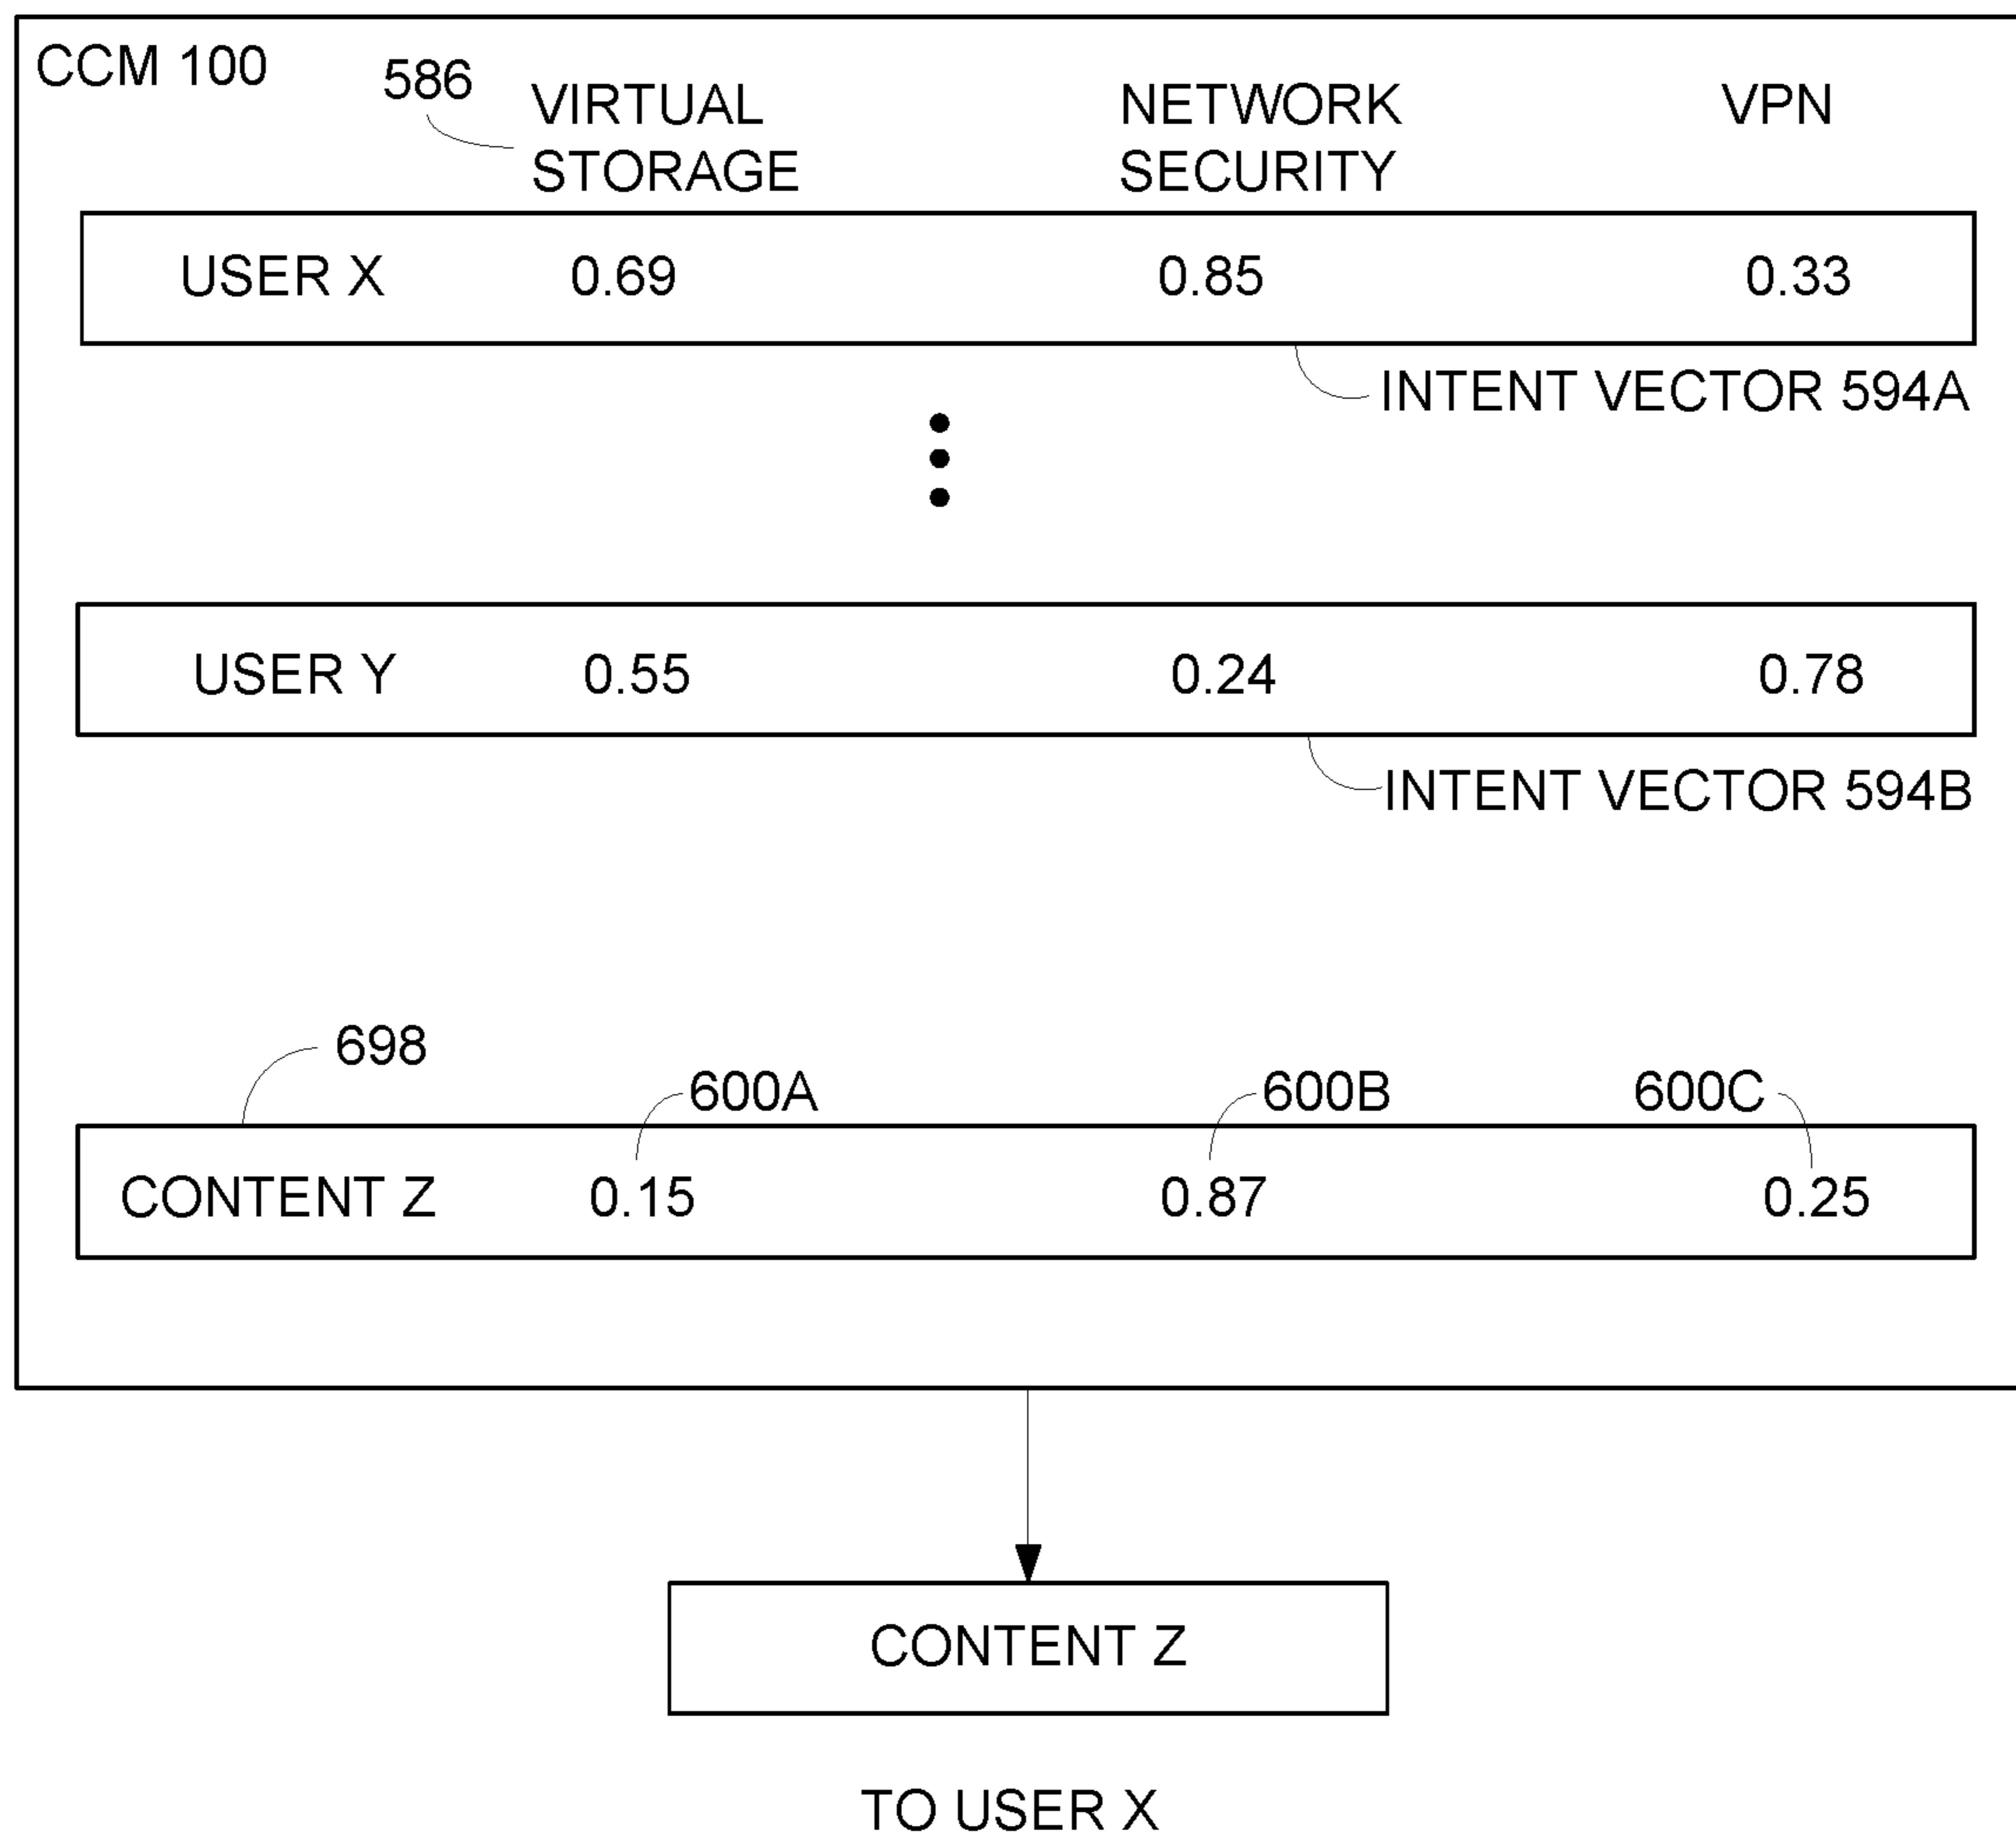 CCM 100
586
VIRTUAL
STORAGE
NETWORK
SECURITY
VPN
USER X 0.69 0.85 0.33
INTENT VECTOR 594A
USER Y 0.55 0.24 0.78
INTENT VECTOR 594B
698
600A 600B 600C
CONTENT Z 0.15 0.87 0.25
CONTENT Z
TO USER X